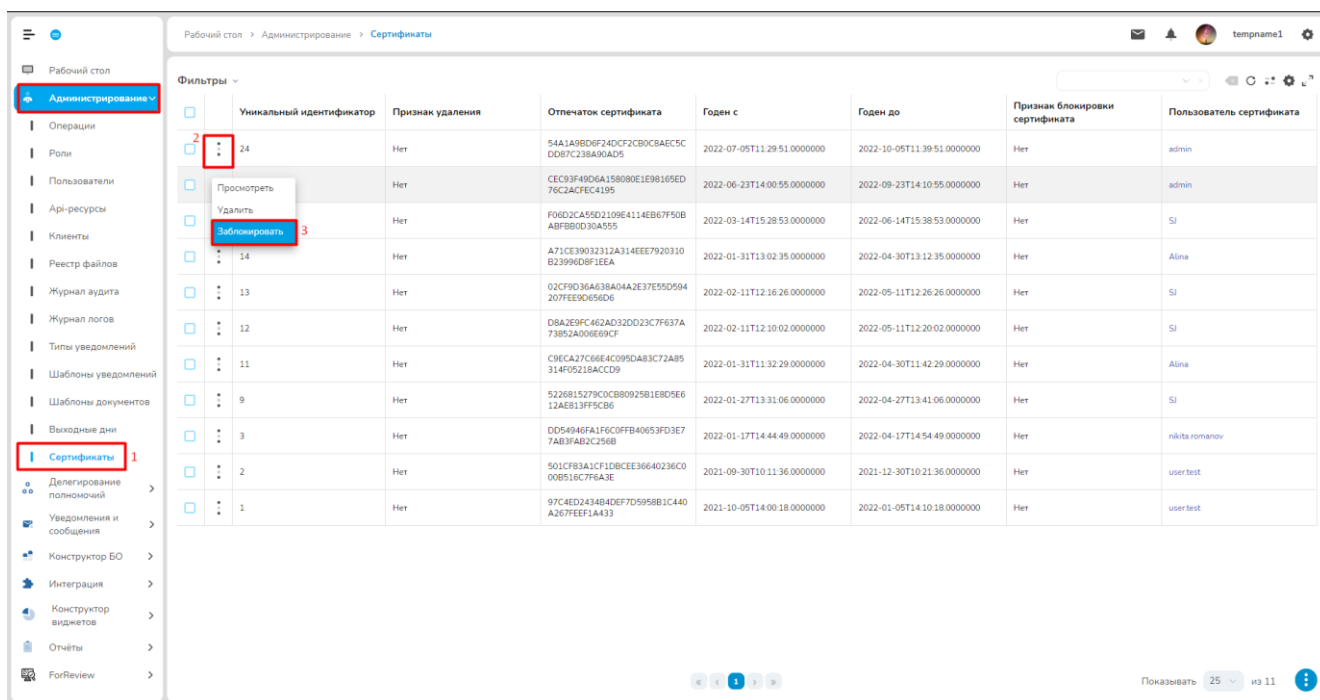 Рабочий стол > Администрирование > Сертификаты
tempname1
Рабочий стол
Администрирование
Операции
Роли
Пользователи
Api-ресурсы
Клиенты
Реестр файлов
Журнал аудита
Журнал логов
Типы уведомлений
Шаблоны уведомлений
Шаблоны документов
Выходные дни
Сертификаты 1
Делегирование
полномочий
Уведомления и
сообщения
Конструктор БО
Интеграция
Конструктор
виджетов
Отчёты
ForReview
Фильтры
Уникальный идентификатор Признак удаления Отпечаток сертификата Годен с Годен до Признак блокировки Пользователь сертификата
сертификата
2
24 Нет 54A1A9BD6F24DCF2CB0C8AEC5C 2022-07-05T11:29:51.0000000 2022-10-05T11:39:51.0000000 Нет admin
DD87C238A90AD5
Просмотреть
Удалить
Заблокировать 3
Нет CEC93F49D6A158080E1E98165ED 2022-06-23T14:00:55.0000000 2022-09-23T14:10:55.0000000 Нет admin
76C2ACFEC4195
Нет F06D2CA55D2109E4114EB67F50B 2022-03-14T15:28:53.0000000 2022-06-14T15:38:53.0000000 Нет SJ
ABFBB0D30A555
14 Нет A71CE39032312A314EEE7920310 2022-01-31T13:02:35.0000000 2022-04-30T13:12:35.0000000 Нет Alina
B23996D8F1EEA
13 Нет 02CF9D36A638A04A2E37E55D594 2022-02-11T12:16:26.0000000 2022-05-11T12:26:26.0000000 Нет SJ
207FEE9D656D6
12 Нет D8A2E9FC462AD32DD23C7F637A 2022-02-11T12:10:02.0000000 2022-05-11T12:20:02.0000000 Нет SJ
73852A006E69CF
11 Нет C9ECA27C66E4C095DA83C72A85 2022-01-31T11:32:29.0000000 2022-04-30T11:42:29.0000000 Нет Alina
314F05218ACCD9
9 Нет 5226815279C0CB80925B1E8D5E6 2022-01-27T13:31:06.0000000 2022-04-27T13:41:06.0000000 Нет SJ
12AE813FF5CB6
3 Нет DD54946FA1F6C0FFB40653FD3E7 2022-01-17T14:44:49.0000000 2022-04-17T14:54:49.0000000 Нет nikita.romanov
7AB3FAB2C256B
2 Нет 501CF83A1CF1DBCEE36640236C0 2021-09-30T10:11:36.0000000 2021-12-30T10:21:36.0000000 Нет user.test
00B516C7F6A3E
1 Нет 97C4ED2434B4DEF7D5958B1C440 2021-10-05T14:00:18.0000000 2022-01-05T14:10:18.0000000 Нет user.test
A267FEEF1A433
« < 1 > » Показывать 25 из 11